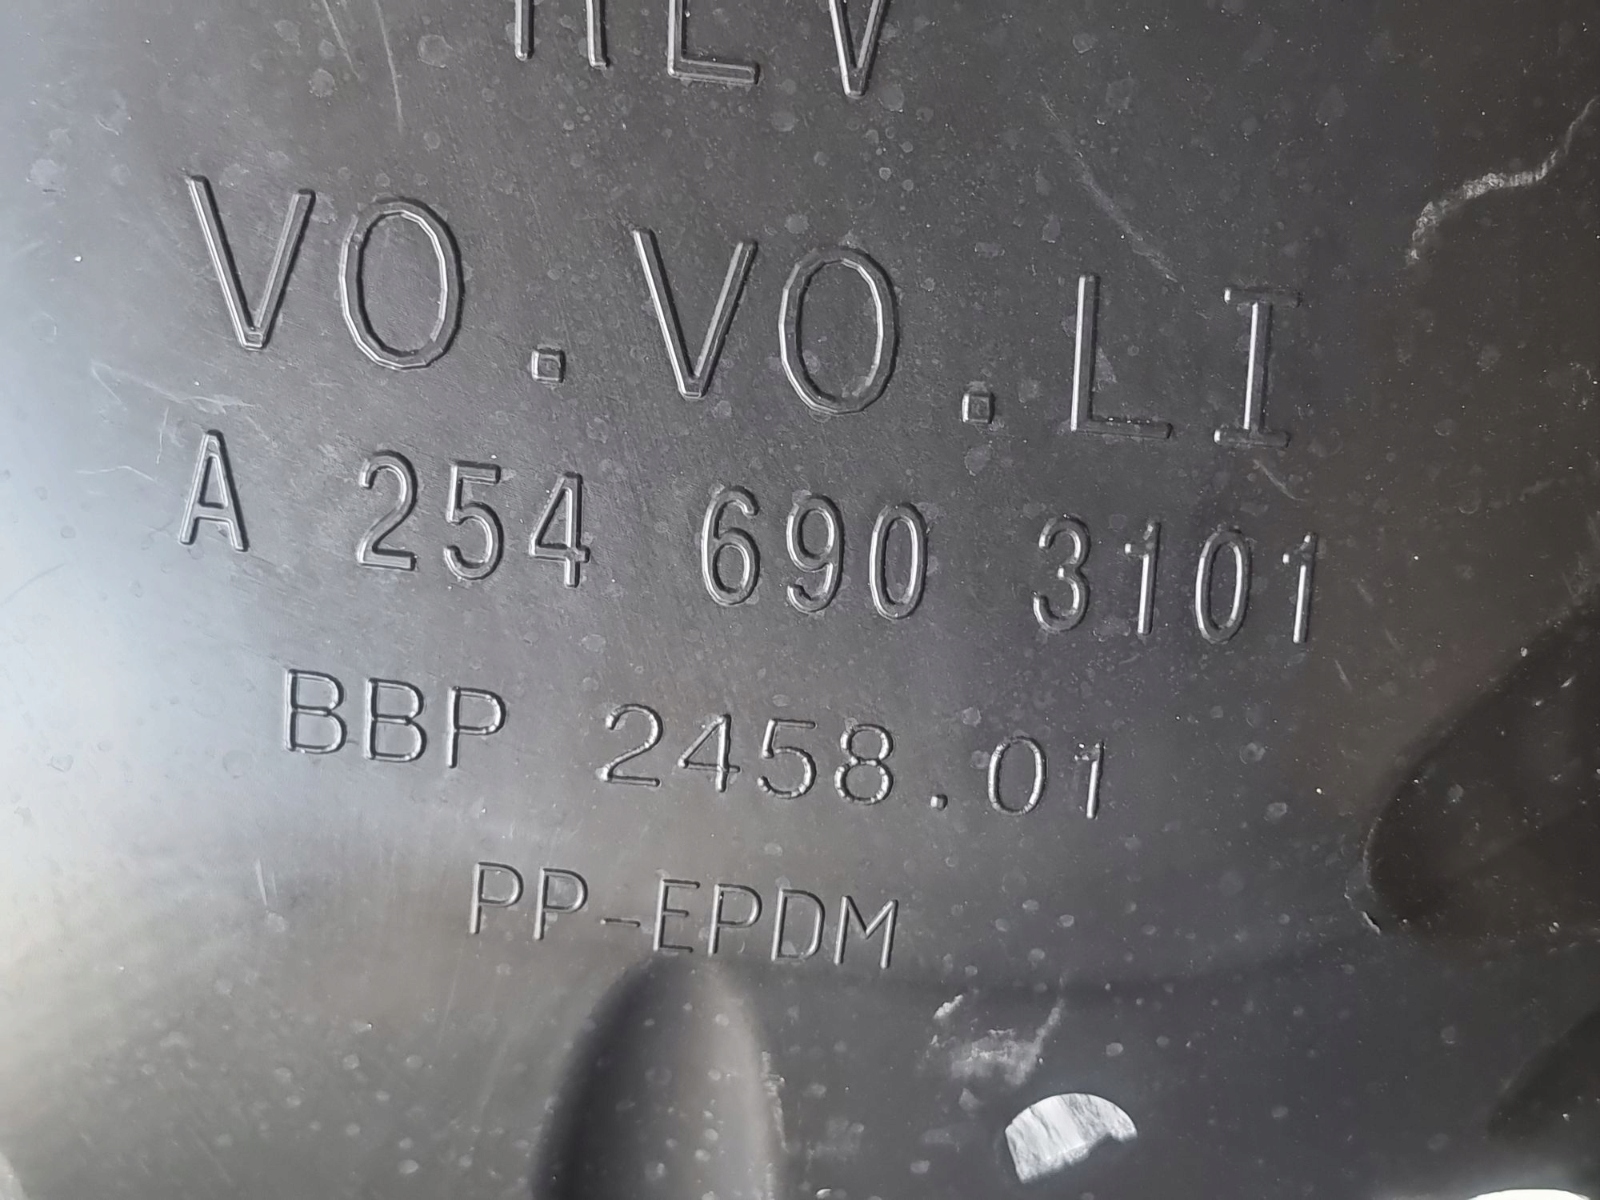 VO.VO.LI
A 254 690 3101
BBP 2458.01
PP-EPDM